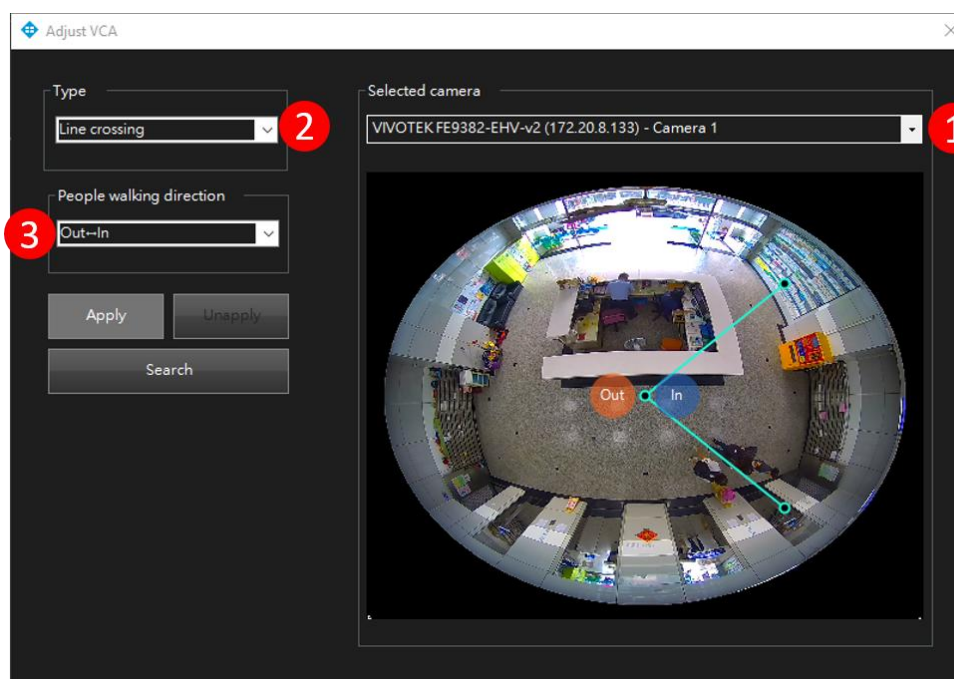 Adjust VCA
Type
Line crossing
2
Selected camera
VIVOTEK FE9382-EHV-v2 (172.20.8.133) - Camera 1
1
People walking direction
3
Out↔In
Apply
Unapply
Search
Out
In